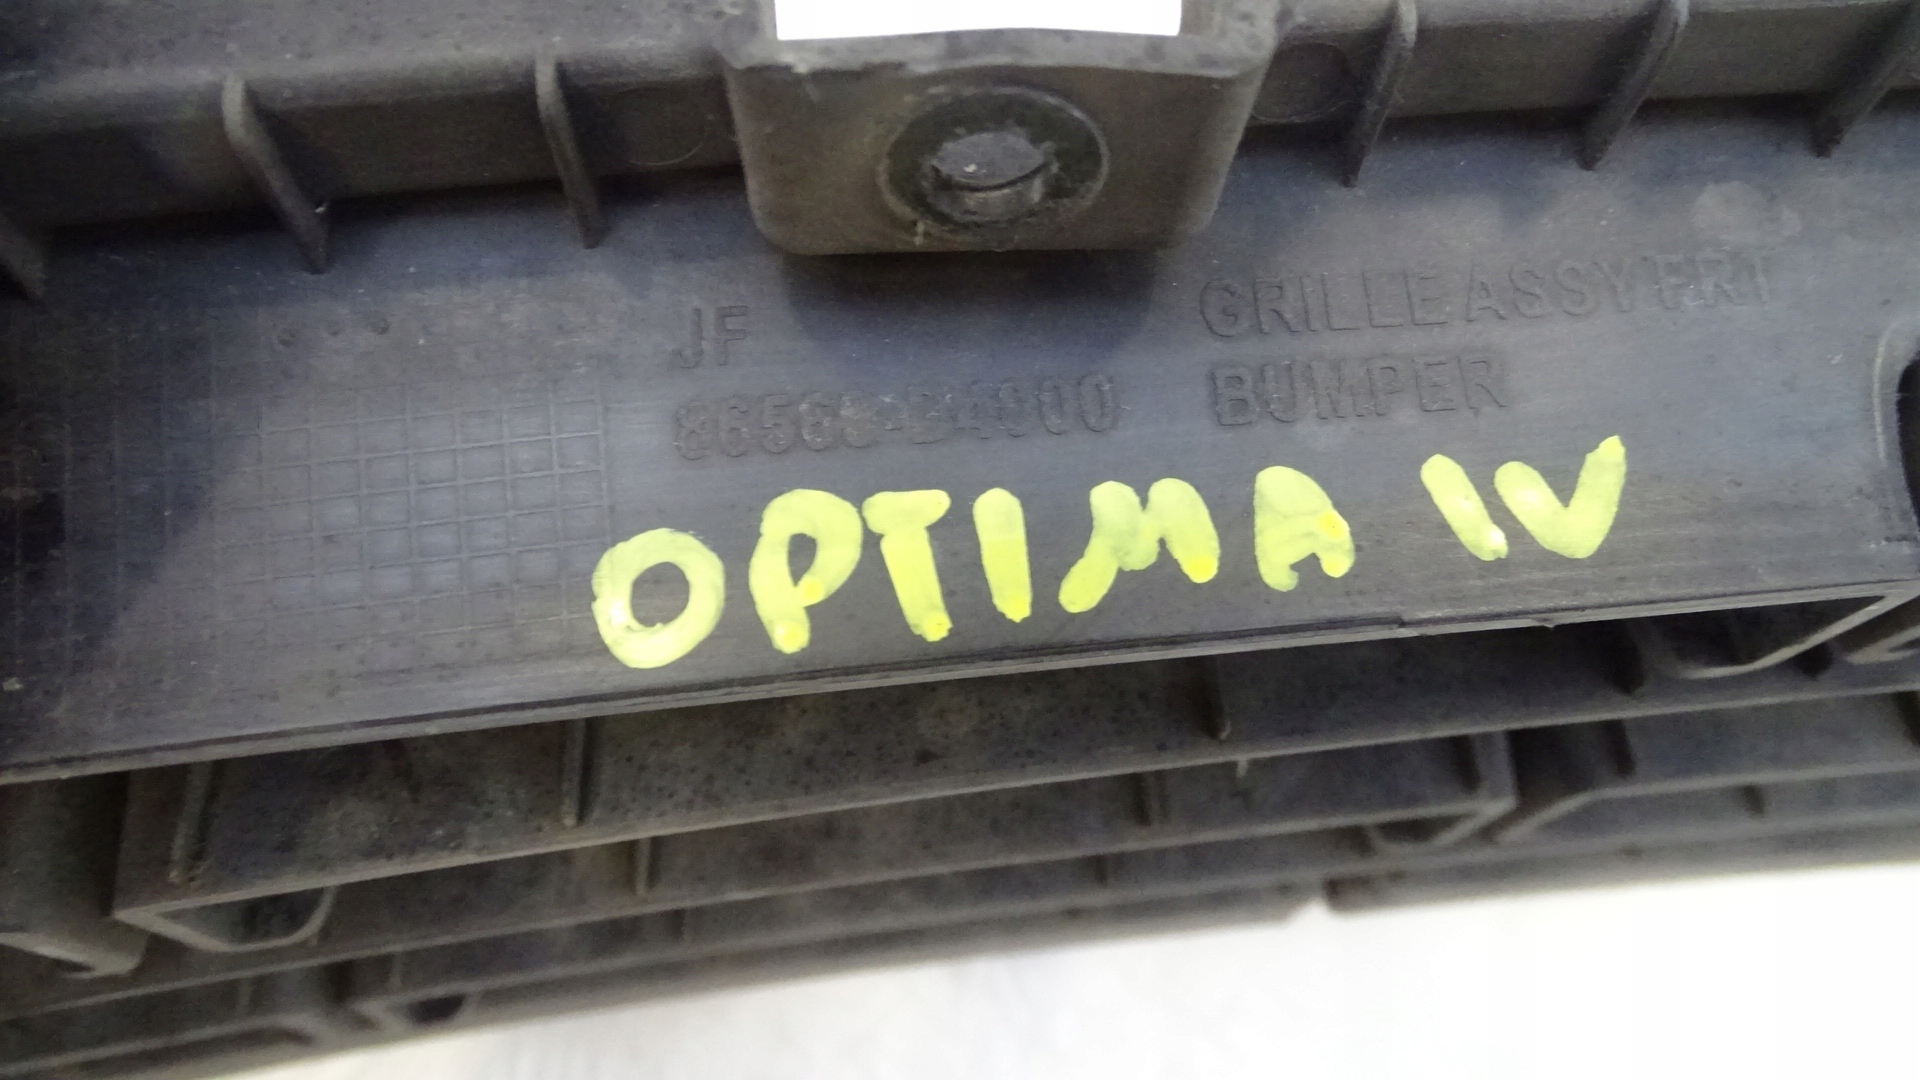 JF
GRILLE ASSY FRT
BUMPER
OPTIMA IV